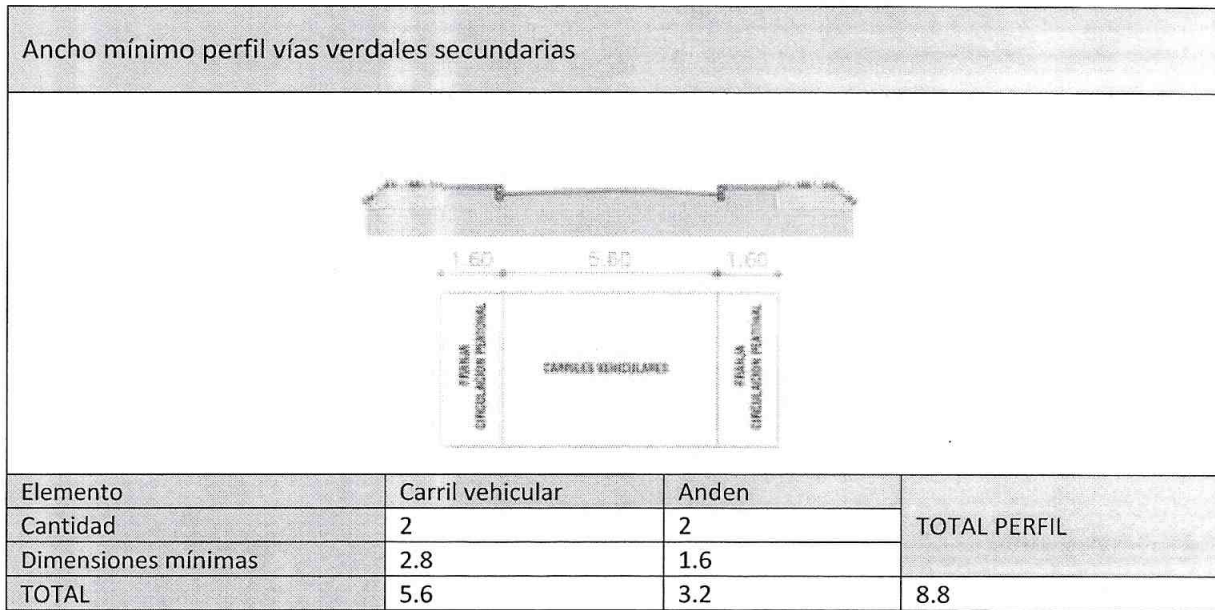 Ancho mínimo perfil vías verdales secundarias
1.60 5.60 1.60
FRANJA
CIRCULACION PEATONAL
CARRILES VEHICULARES
FRANJA
CIRCULACION PEATONAL
Elemento Carril vehicular Anden
Cantidad 2 2 TOTAL PERFIL
Dimensiones mínimas 2.8 1.6
TOTAL 5.6 3.2 8.8